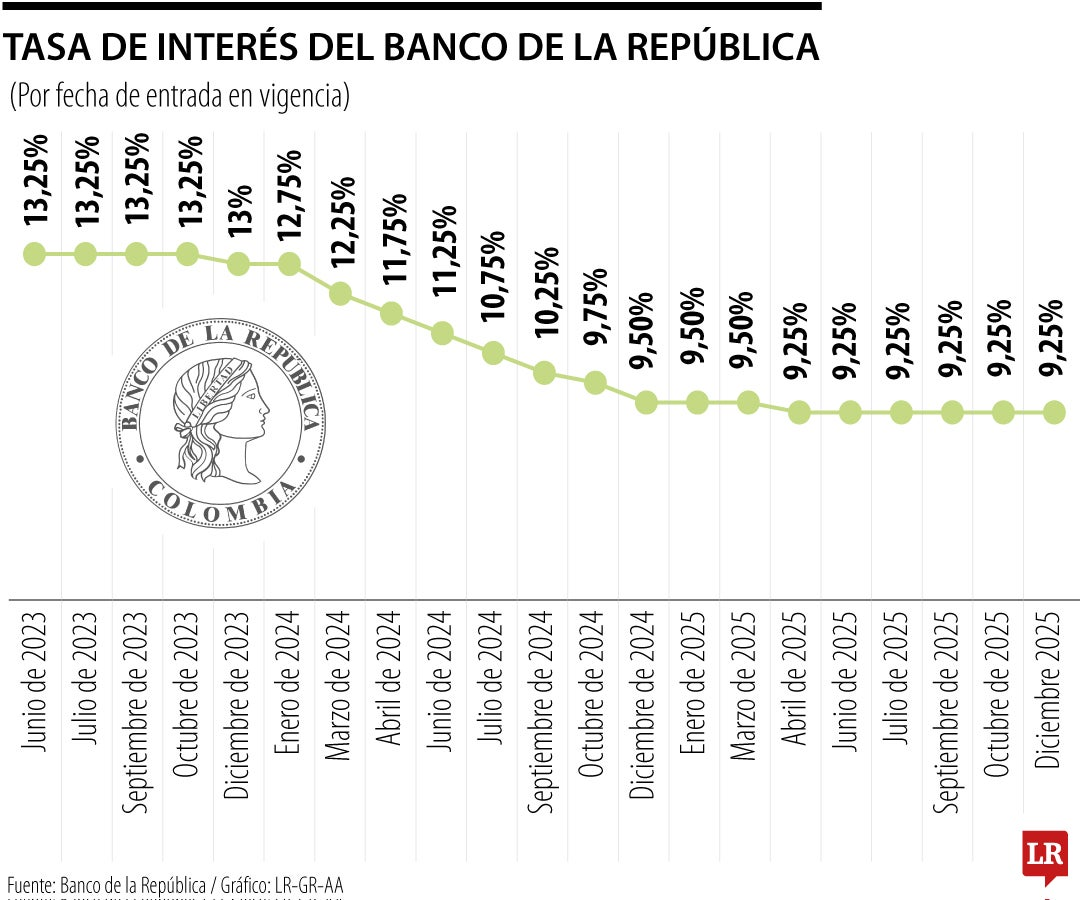 TASA DE INTERÉS DEL BANCO DE LA REPÚBLICA
(Por fecha de entrada en vigencia)
13,25%
13,25%
13,25%
13,25%
13%
12,75%
12,25%
11,75%
11,25%
10,75%
10,25%
9,75%
9,50%
9,50%
9,50%
9,25%
9,25%
9,25%
9,25%
9,25%
9,25%
BANCO DE LA REPÚBLICA
LIBERTAD
COLOMBIA
Junio de 2023
Julio de 2023
Septiembre de 2023
Octubre de 2023
Diciembre de 2023
Enero de 2024
Marzo de 2024
Abril de 2024
Junio de 2024
Julio de 2024
Septiembre de 2024
Octubre de 2024
Diciembre de 2024
Enero de 2025
Marzo de 2025
Abril de 2025
Junio de 2025
Julio de 2025
Septiembre de 2025
Octubre de 2025
Diciembre 2025
LR
Fuente: Banco de la República / Gráfico: LR-GR-AA